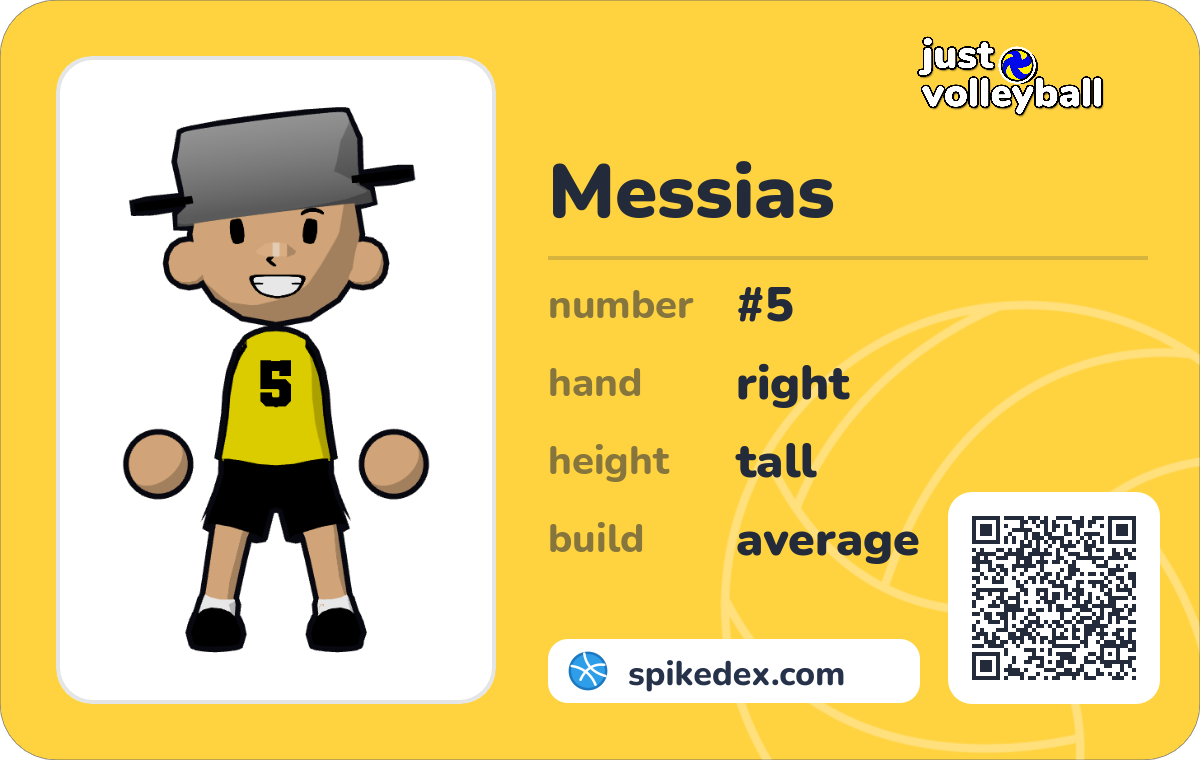 just
volleyball
Messias
number #5
hand right
height tall
build average
5
spikedex.com